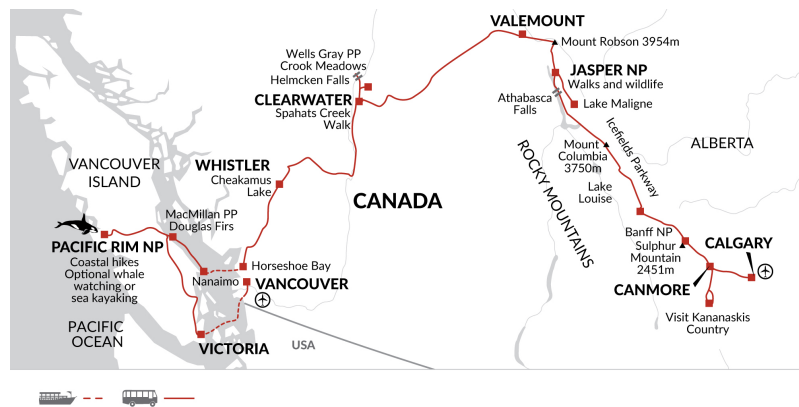 VALEMOUNT
Mount Robson 3954m
Wells Gray PP
Crook Meadows
Helmcken Falls
JASPER NP
Walks and wildlife
CLEARWATER
Spahats Creek
Walk
Athabasca
Falls
Lake Maligne
Icefields Parkway
Mount
Columbia
3750m
ALBERTA
ROCKY MOUNTAINS
VANCOUVER
ISLAND
WHISTLER
Cheakamus
Lake
CANADA
Lake
Louise
MacMillan PP
Douglas Firs
PACIFIC RIM NP
Coastal hikes
Optional whale
watching or
sea kayaking
Banff NP
Sulphur
Mountain
2451m
CALGARY
Horseshoe Bay
Nanaimo
VANCOUVER
CANMORE
Visit Kananaskis
Country
PACIFIC
OCEAN
VICTORIA
USA